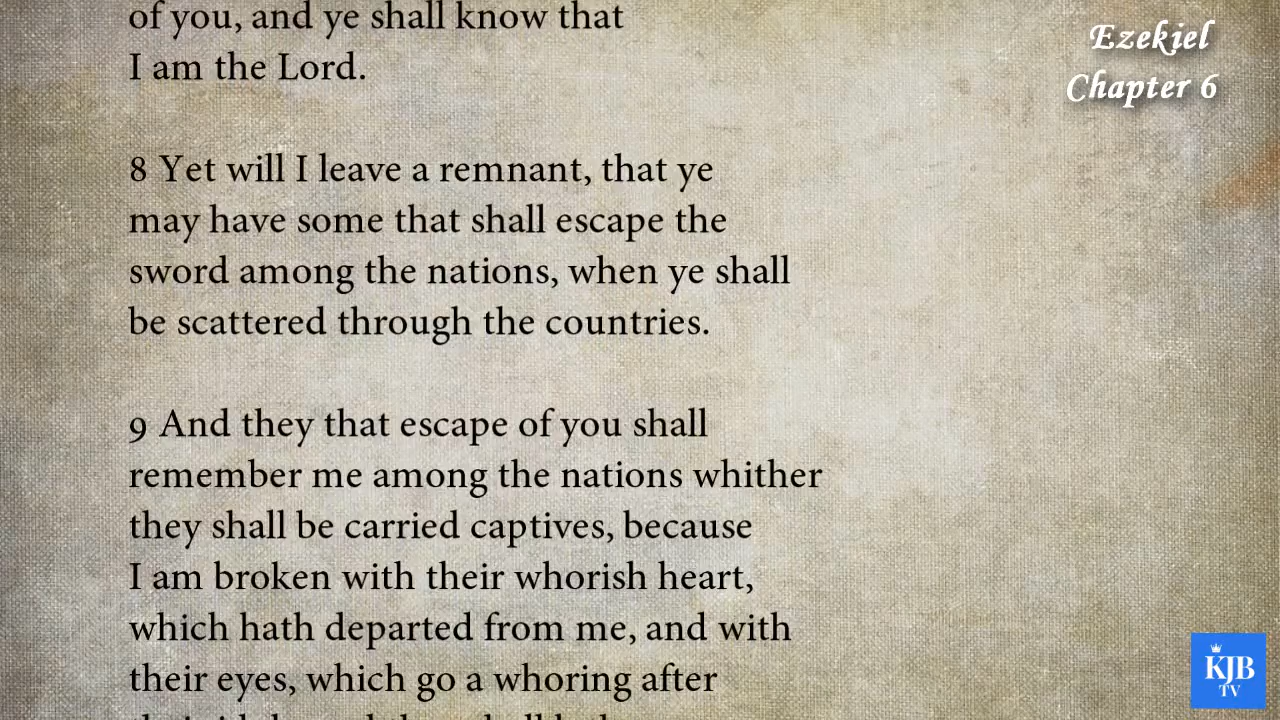 of you, and ye shall know that
I am the Lord.
Ezekiel
Chapter 6
8 Yet will I leave a remnant, that ye
may have some that shall escape the
sword among the nations, when ye shall
be scattered through the countries.
9 And they that escape of you shall
remember me among the nations whither
they shall be carried captives, because
I am broken with their whorish heart,
which hath departed from me, and with
their eyes, which go a whoring after
KJB
TV